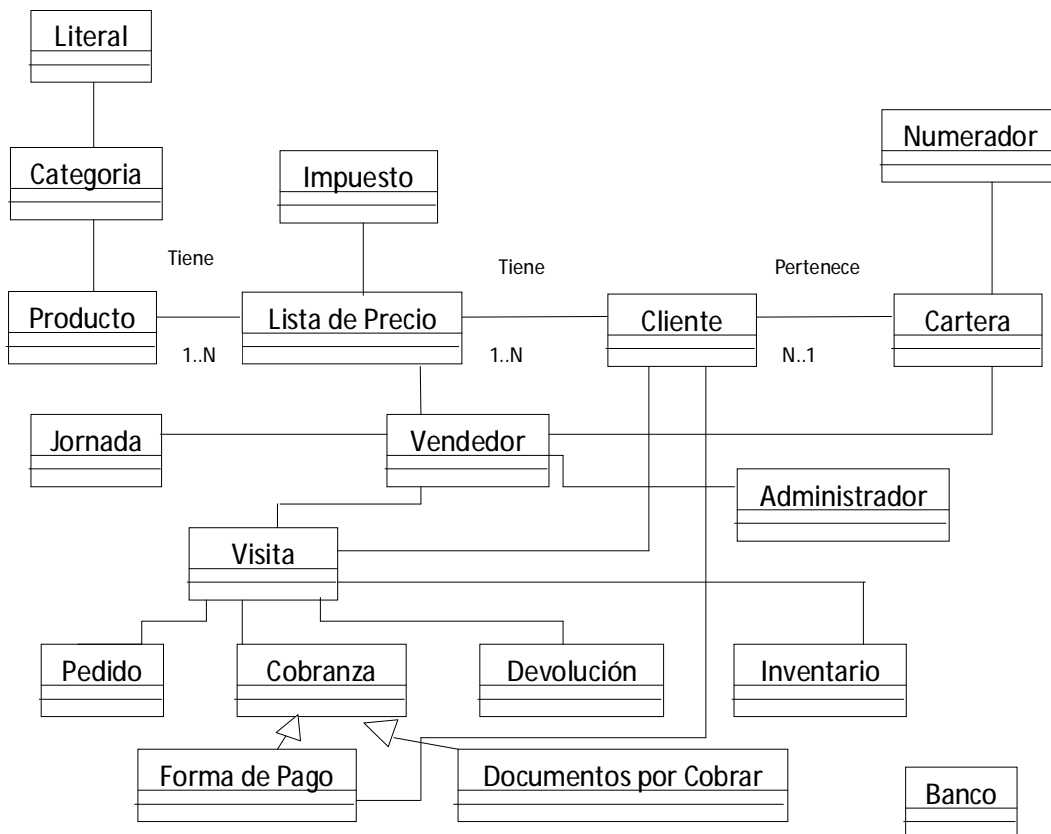 Literal
Numerador
Categoria
Impuesto
Tiene
Tiene
Pertenece
Producto
Lista de Precio
Cliente
Cartera
1..N
1..N
N..1
Jornada
Vendedor
Administrador
Visita
Pedido
Cobranza
Devolución
Inventario
Forma de Pago
Documentos por Cobrar
Banco